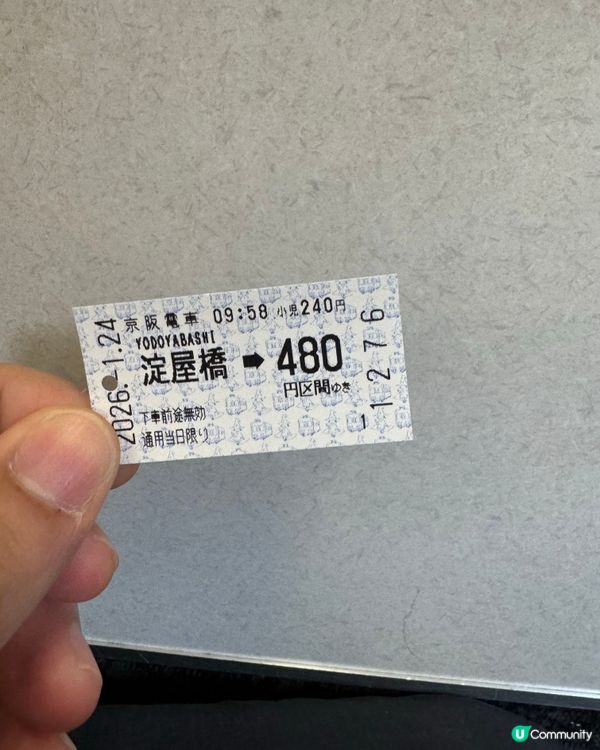 京阪電車 09:58 小児240円
YODOYABASHI
淀屋橋 ➡ 480
円区間ゆき
下車前途無効
通用当日限り
1
2026.-1.24
1276
U Community